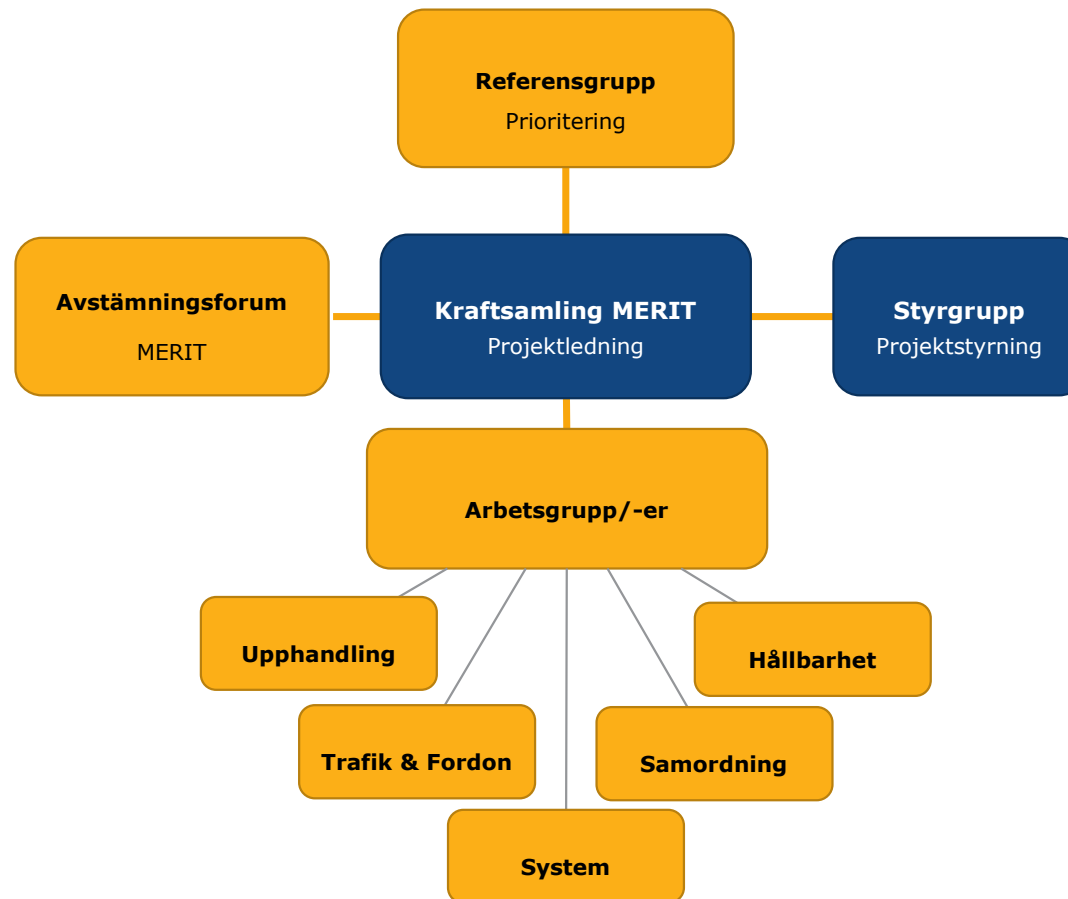 Referensgrupp
Prioritering
Avstämningsforum
MERIT
Kraftsamling MERIT
Projektledning
Styrgrupp
Projektstyrning
Arbetsgrupp/-er
Upphandling
Hållbarhet
Trafik & Fordon
Samordning
System